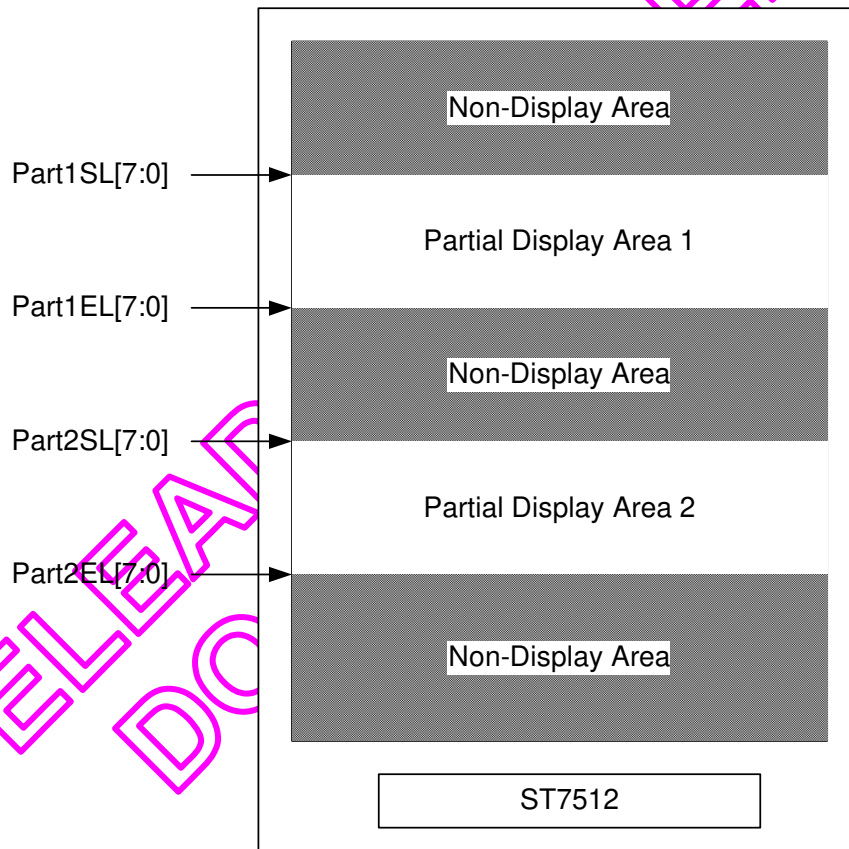 Non-Display Area
Part1SL[7:0]
Partial Display Area 1
Part1EL[7:0]
Non-Display Area
Part2SL[7:0]
Partial Display Area 2
Part2EL[7:0]
Non-Display Area
ST7512